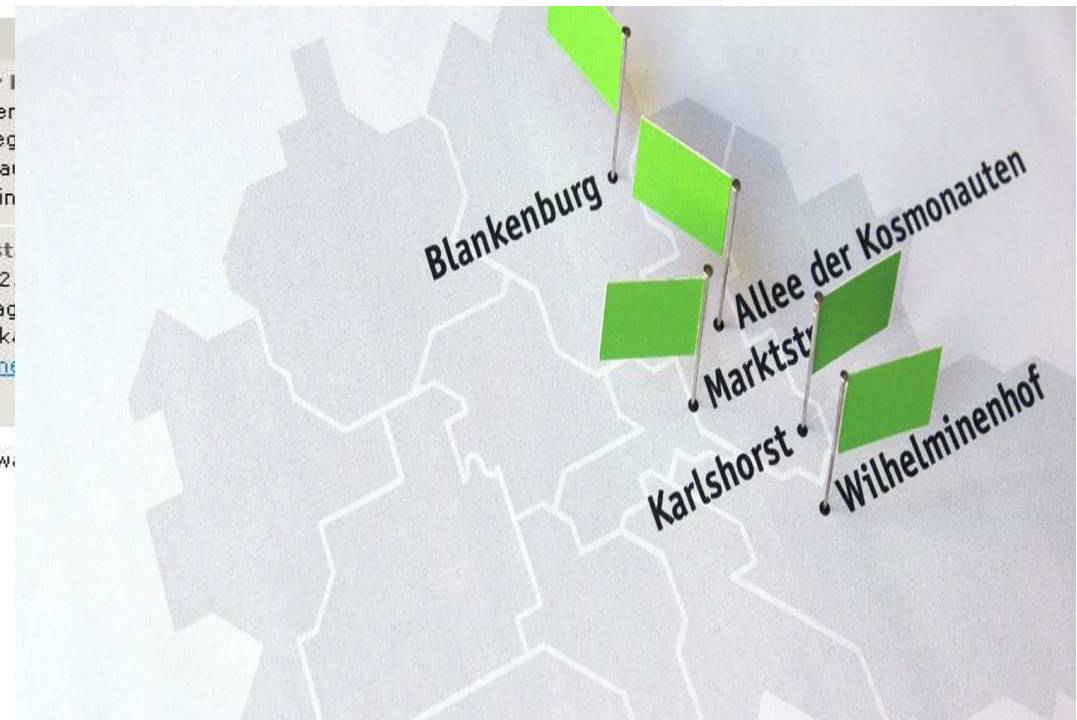 Blankenburg
Allee der Kosmonauten
Marktstr
Karlshorst
Wilhelminenhof